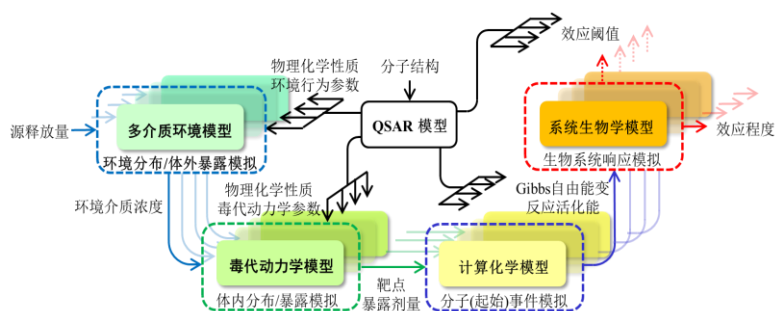 效应阈值
物理化学性质
环境行为参数
分子结构
源释放量
多介质环境模型
QSAR 模型
系统生物学模型
效应程度
环境分布/体外暴露模拟
生物系统响应模拟
环境介质浓度
物理化学性质
毒代动力学参数
Gibbs自由能变
反应活化能
毒代动力学模型
计算化学模型
体内分布/暴露模拟
靶点
暴露剂量
分子(起始)事件模拟